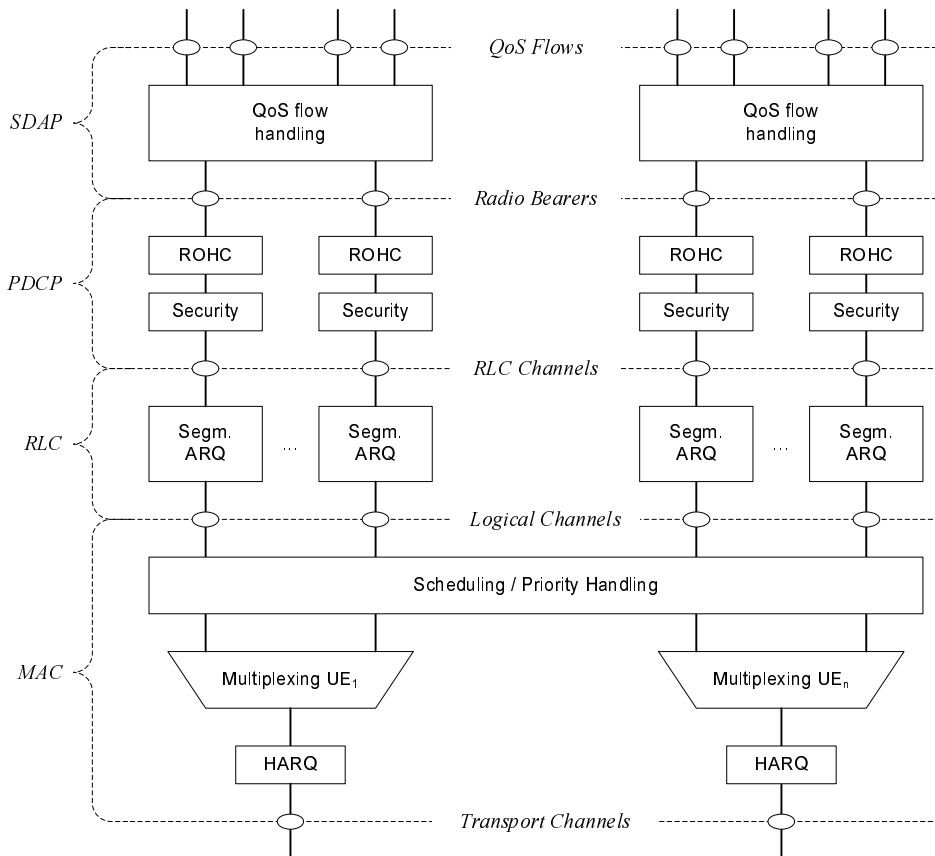 QoS Flows
QoS flow
handling
QoS flow
handling
SDAP
Radio Bearers
ROHC
ROHC
ROHC
ROHC
PDCP
Security
Security
Security
Security
RLC Channels
Segm.
ARQ
...
Segm.
ARQ
Segm.
ARQ
...
Segm.
ARQ
RLC
Logical Channels
Scheduling / Priority Handling
MAC
Multiplexing UE₁
Multiplexing UEₙ
HARQ
HARQ
Transport Channels